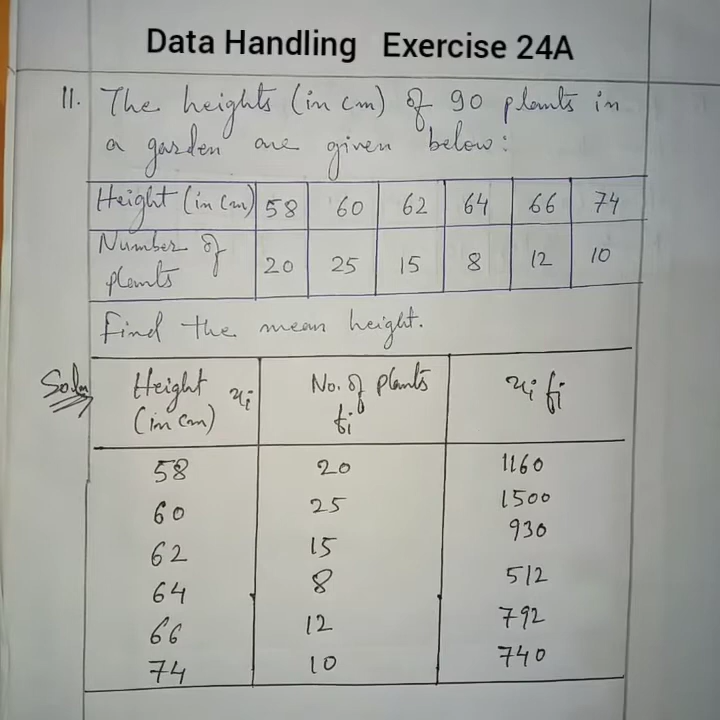 Data Handling Exercise 24A
11. The heights (in cm) of 90 plants in
a garden are given below:
Height (in cm) 58 60 62 64 66 74
Number of
plants 20 25 15 8 12 10
Find the mean height.
Soln Height xi No. of plants xi fi
(in cm) fi
58 20 1160
60 25 1500
62 15 930
64 8 512
66 12 792
74 10 740